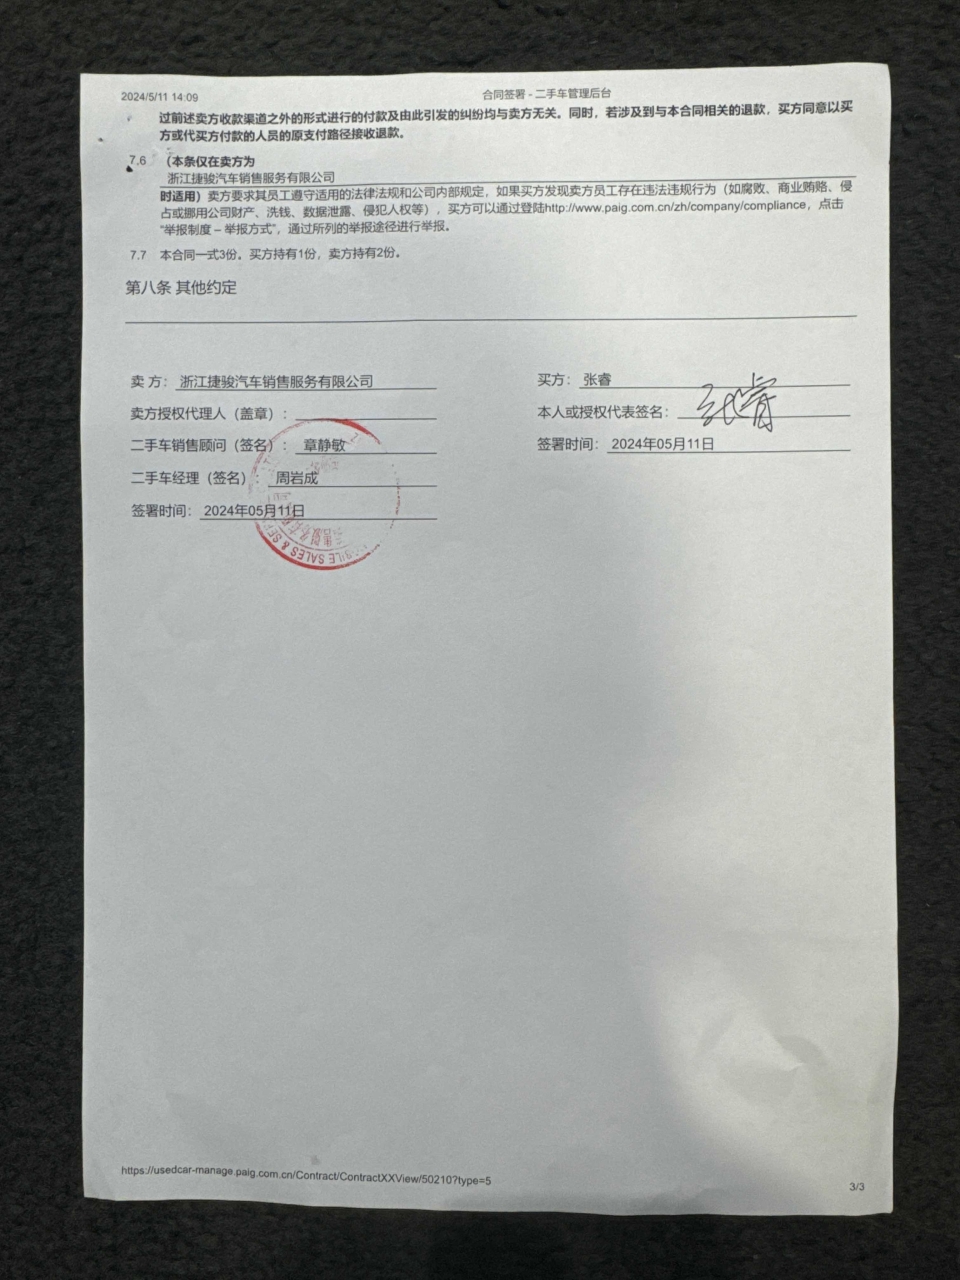 2024/5/11 14:09
合同签署 - 二手车管理后台
过前述卖方收款渠道之外的形式进行的付款及由此引发的纠纷均与卖方无关。同时，若涉及到与本合同相关的退款，买方同意以买
方或代买方付款的人员的原支付路径接收退款。
7.6 （本条仅在卖方为
浙江捷骏汽车销售服务有限公司
时适用）卖方要求其员工遵守适用的法律法规和公司内部规定，如果买方发现卖方员工存在违法违规行为（如腐败、商业贿赂、侵
占或挪用公司财产、洗钱、数据泄露、侵犯人权等），买方可以通过登陆http://www.paig.com.cn/zh/company/compliance，点击
“举报制度 – 举报方式”，通过所列的举报途径进行举报。
7.7 本合同一式3份。买方持有1份，卖方持有2份。
第八条 其他约定
卖 方： 浙江捷骏汽车销售服务有限公司
卖方授权代理人（盖章）：
二手车销售顾问（签名）： 章静敏
二手车经理（签名）： 周岩成
签署时间： 2024年05月11日
买方： 张睿
本人或授权代表签名： 张睿
签署时间： 2024年05月11日
BILE SALES & SER
https://usedcar-manage.paig.com.cn/Contract/ContractXXView/50210?type=5
3/3